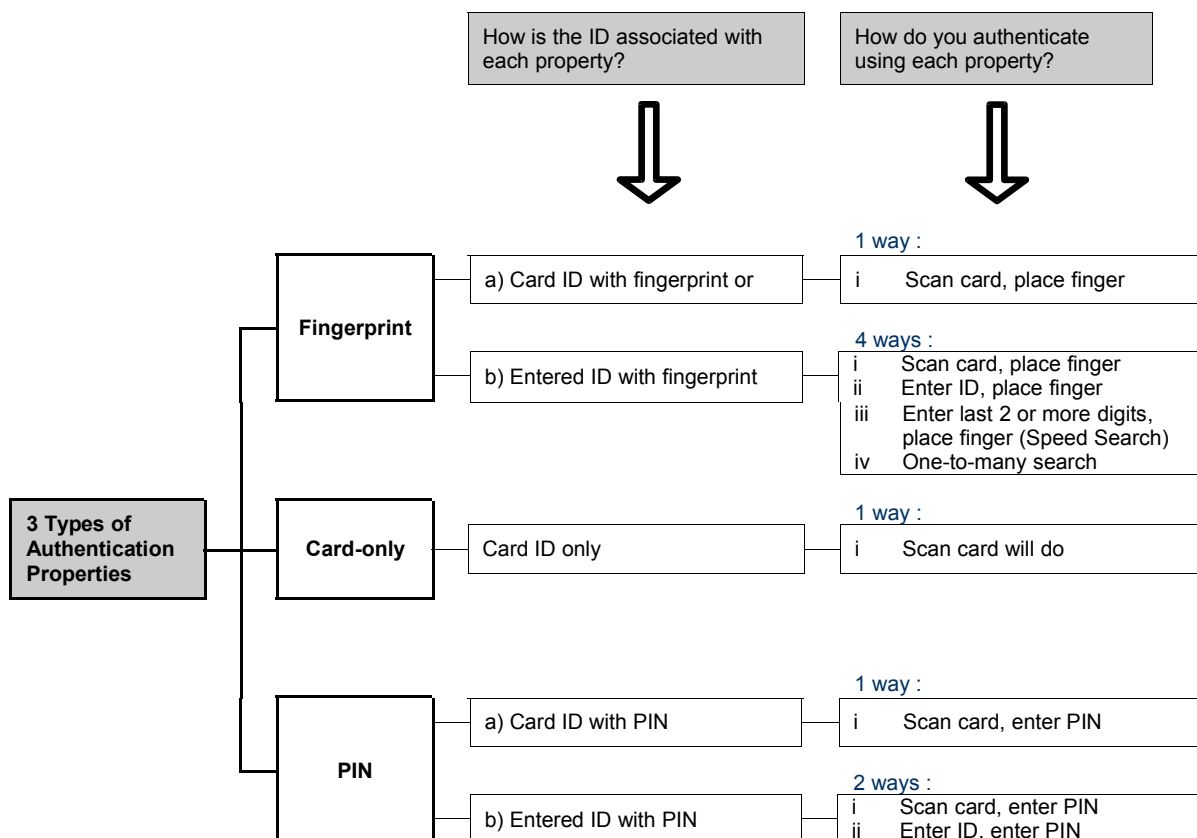 How is the ID associated with
each property?
How do you authenticate
using each property?
1 way :
Fingerprint
a) Card ID with fingerprint or
i Scan card, place finger
4 ways :
b) Entered ID with fingerprint
i Scan card, place finger
ii Enter ID, place finger
iii Enter last 2 or more digits,
place finger (Speed Search)
iv One-to-many search
3 Types of
Authentication
Properties
1 way :
Card-only
Card ID only
i Scan card will do
1 way :
PIN
a) Card ID with PIN
i Scan card, enter PIN
2 ways :
b) Entered ID with PIN
i Scan card, enter PIN
ii Enter ID, enter PIN